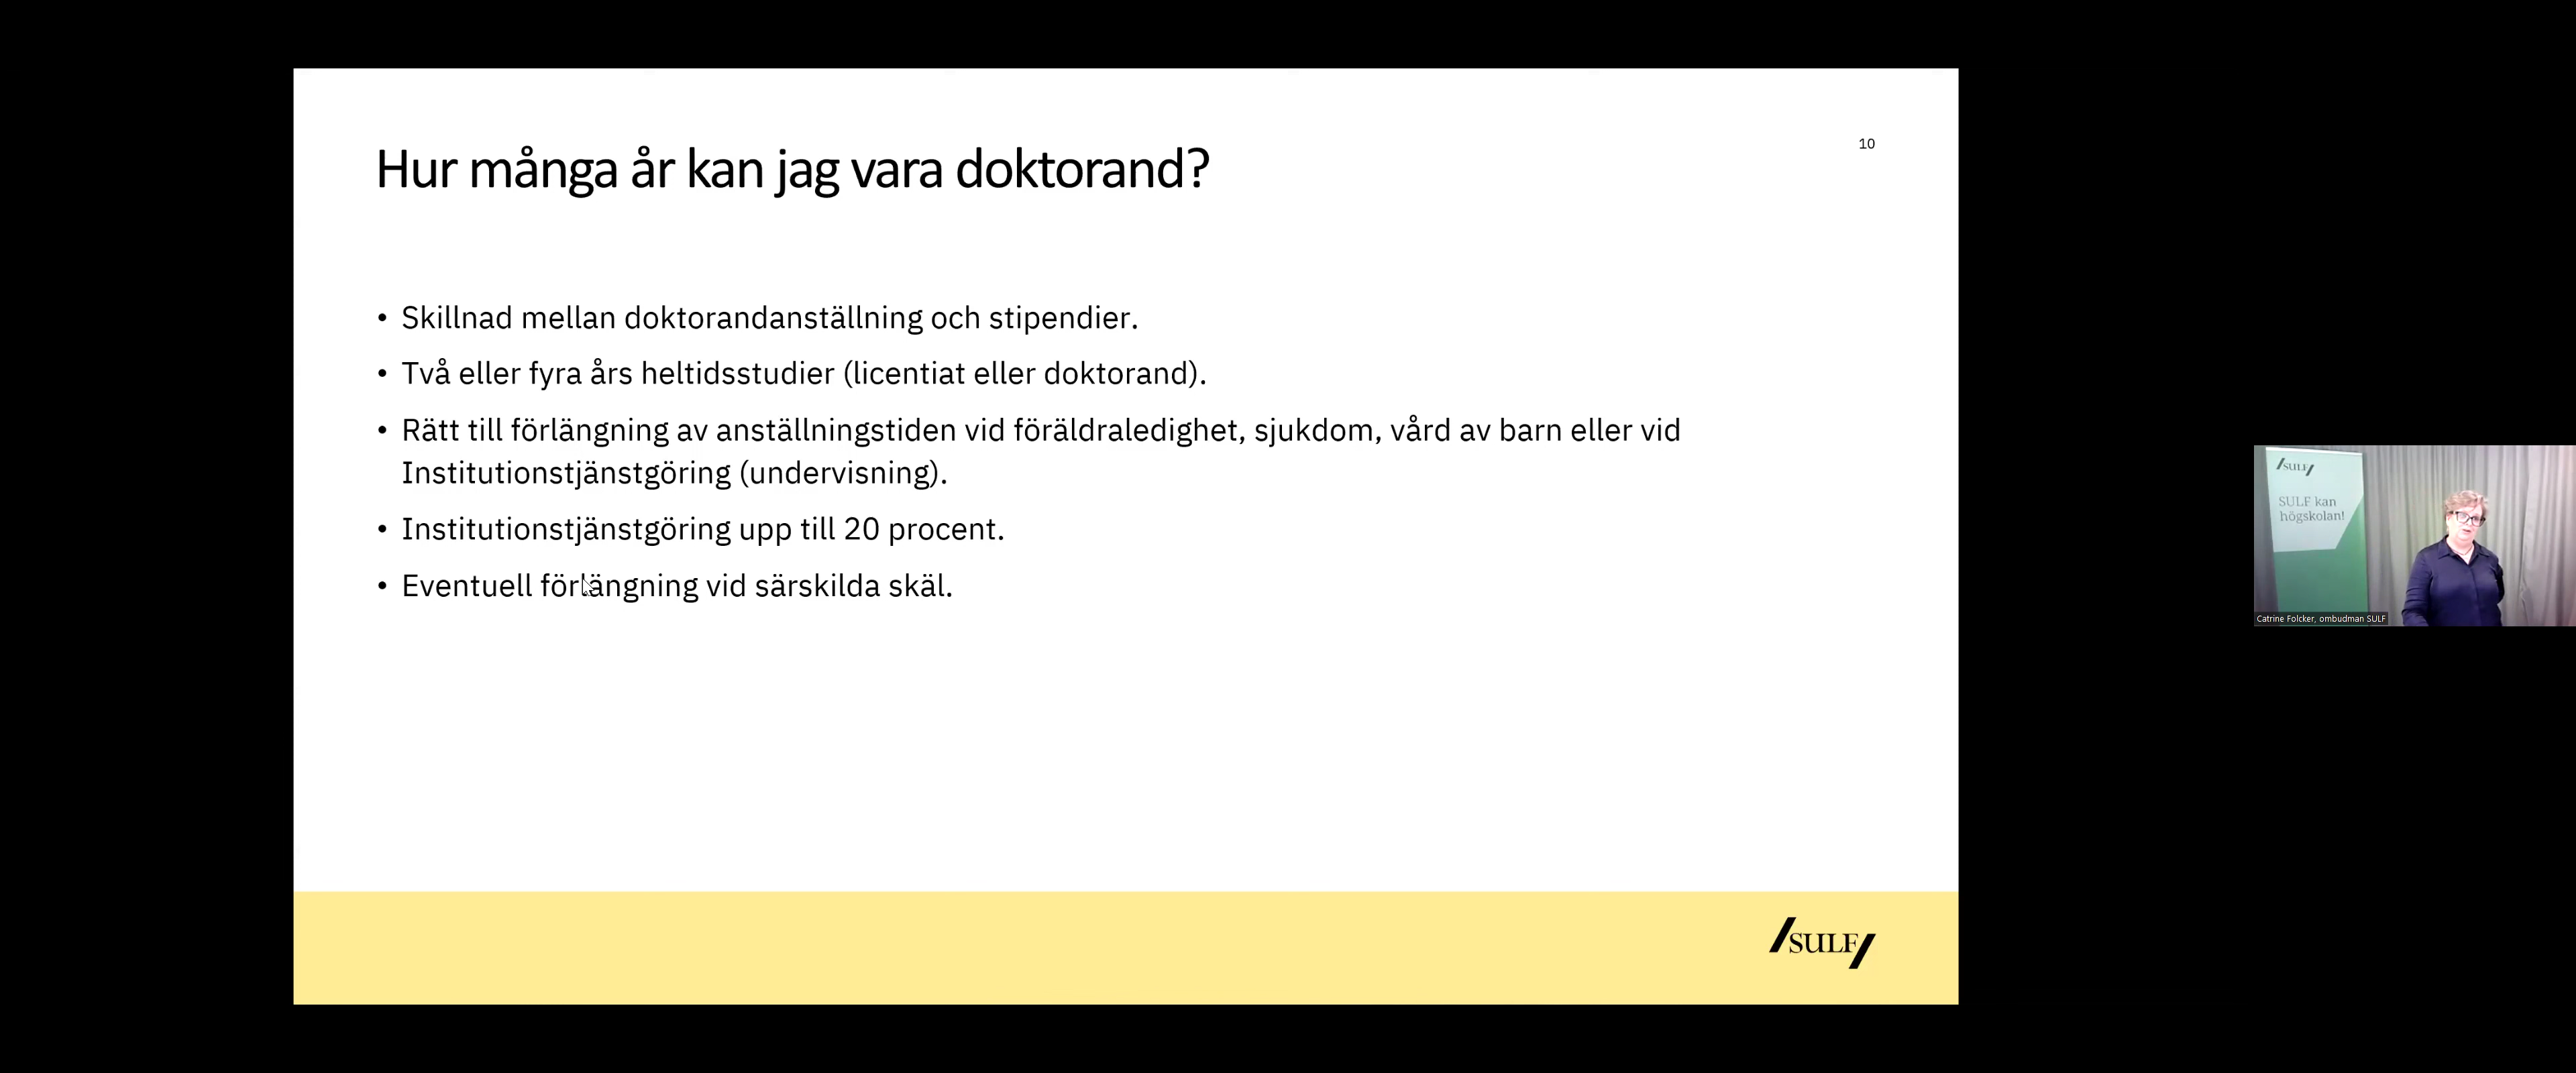 Hur många år kan jag vara doktorand?
10
• Skillnad mellan doktorandanställning och stipendier.
• Två eller fyra års heltidsstudier (licentiat eller doktorand).
• Rätt till förlängning av anställningstiden vid föräldraledighet, sjukdom, vård av barn eller vid
Institutionstjänstgöring (undervisning).
• Institutionstjänstgöring upp till 20 procent.
• Eventuell förlängning vid särskilda skäl.
/SULF/
/SULF/
SULF kan
högskolan!
Catrine Folcker, ombudman SULF